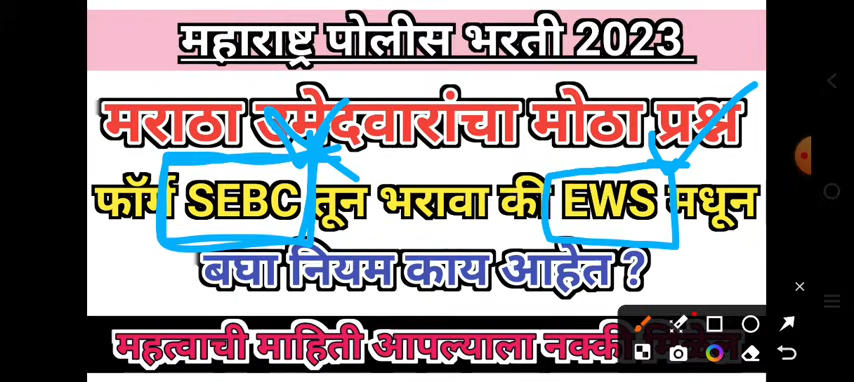 महाराष्ट्र पोलीस भरती 2023
मराठा उमेदवारांचा मोठा प्रश्न
फॉर्म SEBC तून भरावा की EWS मधून
बघा नियम काय आहेत ?
महत्वाची माहिती आपल्याला नक्की मिळेल